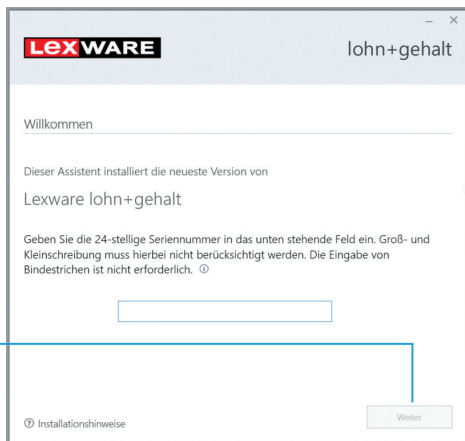 LEXWARE
lohn+gehalt
Willkommen
Dieser Assistent installiert die neueste Version von
Lexware lohn+gehalt
Geben Sie die 24-stellige Seriennummer in das unten stehende Feld ein. Groß- und
Kleinschreibung muss hierbei nicht berücksichtigt werden. Die Eingabe von
Bindestrichen ist nicht erforderlich.
Installationshinweise
Weiter